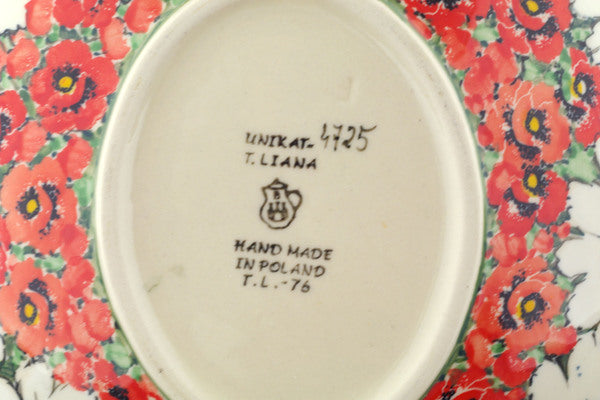 UNIKAT- 4725
T. LIANA
B
HAND MADE
IN POLAND
T.L.-76